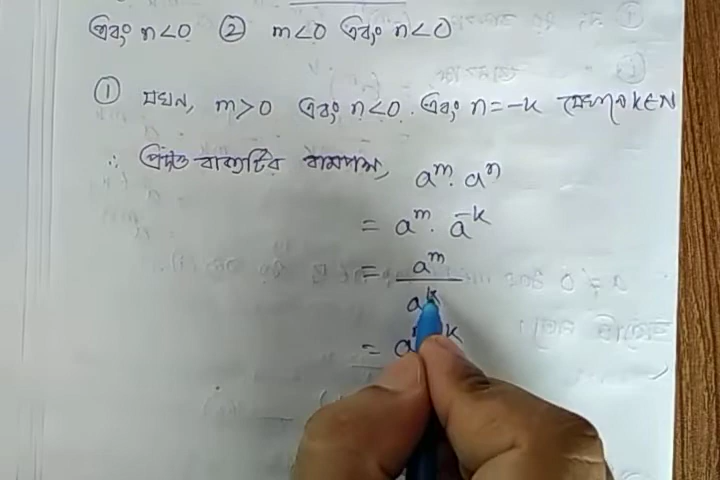 এবং n<0 ② m<0 এবং n<0
① যখন, m>0 এবং n<0. এবং n=-k যেখানে k∈N
∴ প্রদত্ত বাক্যটির বামপক্ষ, aᵐ. aⁿ
= aᵐ. a⁻ᵏ
= aᵐ/aᵏ
= a k